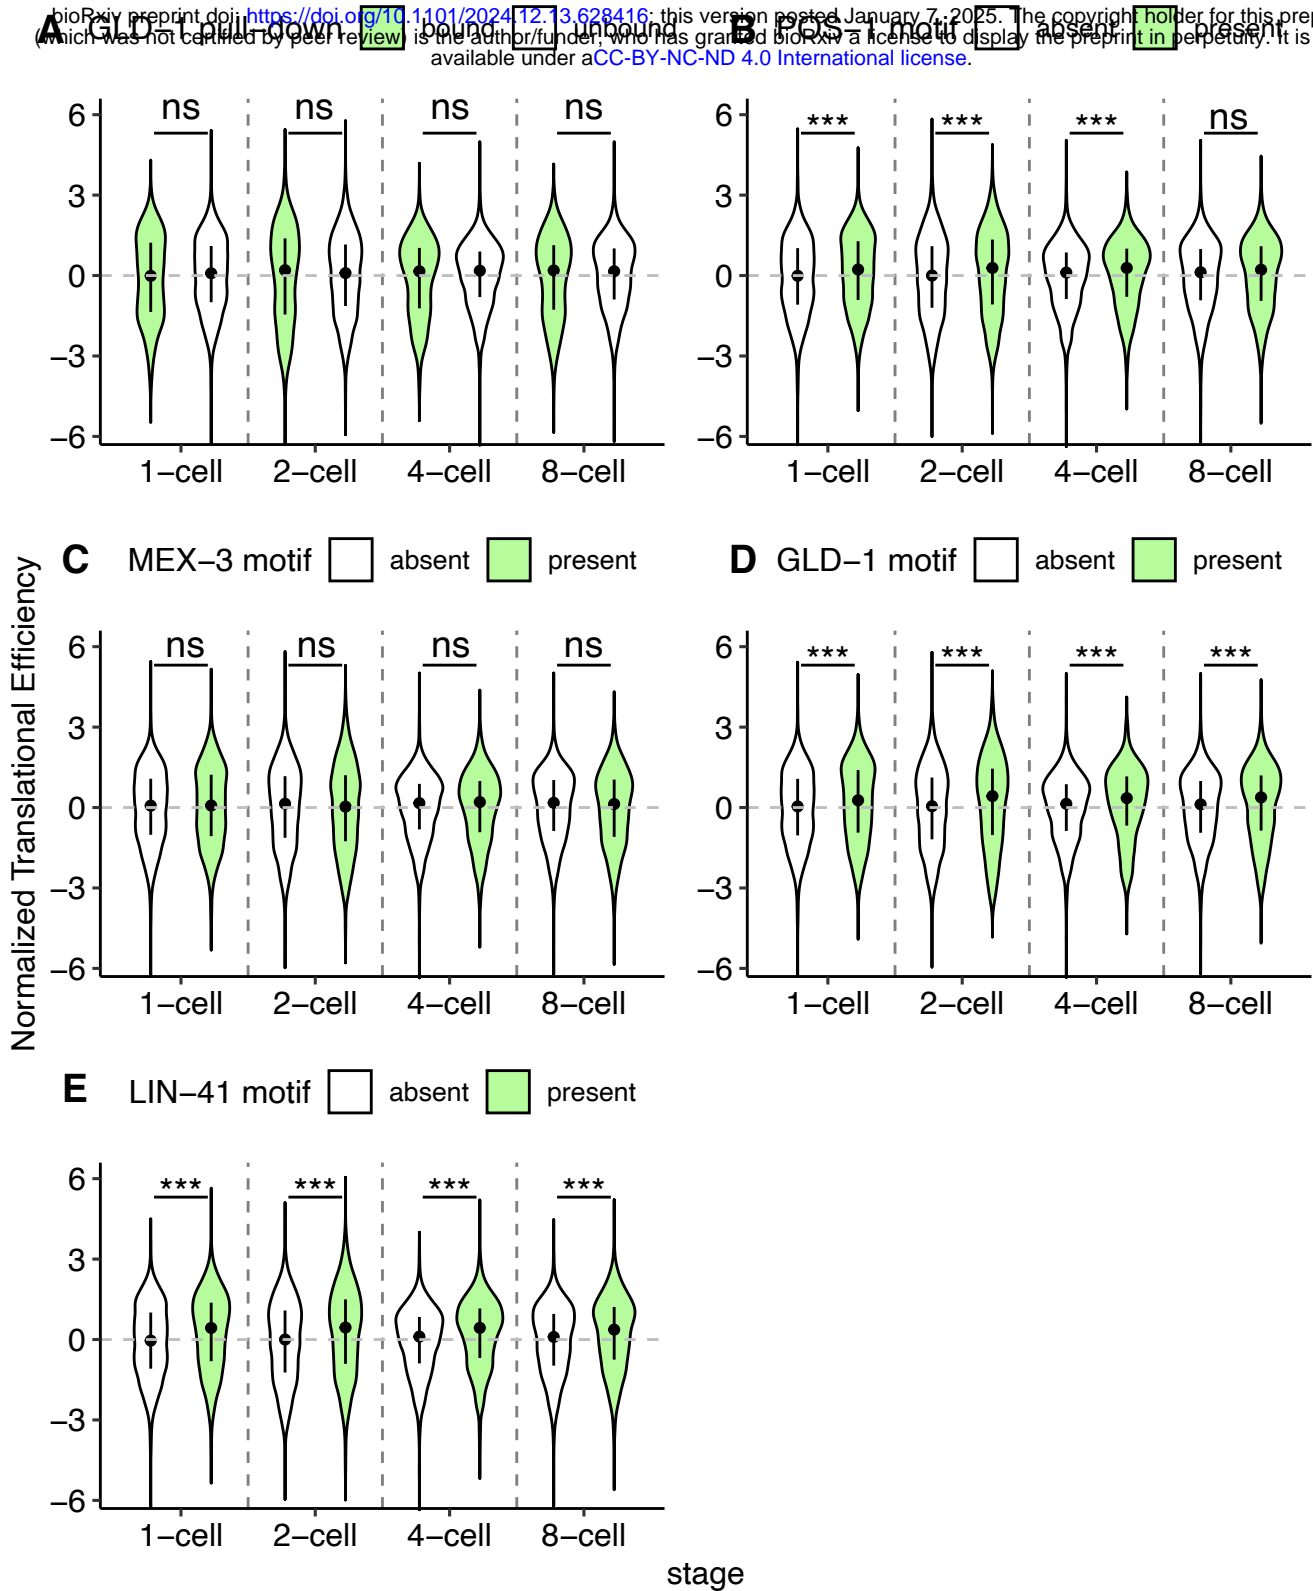 bioRxiv preprint doi: https://doi.org/10.1101/2024.12.13.628416; this version posted January 7, 2025. The copyright holder for this pre
(which was not certified by peer review) is the author/funder, who has granted bioRxiv a license to display the preprint in perpetuity. It is
available under aCC-BY-NC-ND 4.0 International license.
A GLD−1 pull−down bound unbound
B POS−1 motif absent present
ns ns ns ns
6
3
0
−3
−6
1−cell 2−cell 4−cell 8−cell
*** *** *** ns
6
3
0
−3
−6
1−cell 2−cell 4−cell 8−cell
Normalized Translational Efficiency
C MEX−3 motif absent present
ns ns ns ns
6
3
0
−3
−6
1−cell 2−cell 4−cell 8−cell
D GLD−1 motif absent present
*** *** *** ***
6
3
0
−3
−6
1−cell 2−cell 4−cell 8−cell
E LIN−41 motif absent present
*** *** *** ***
6
3
0
−3
−6
1−cell 2−cell 4−cell 8−cell
stage